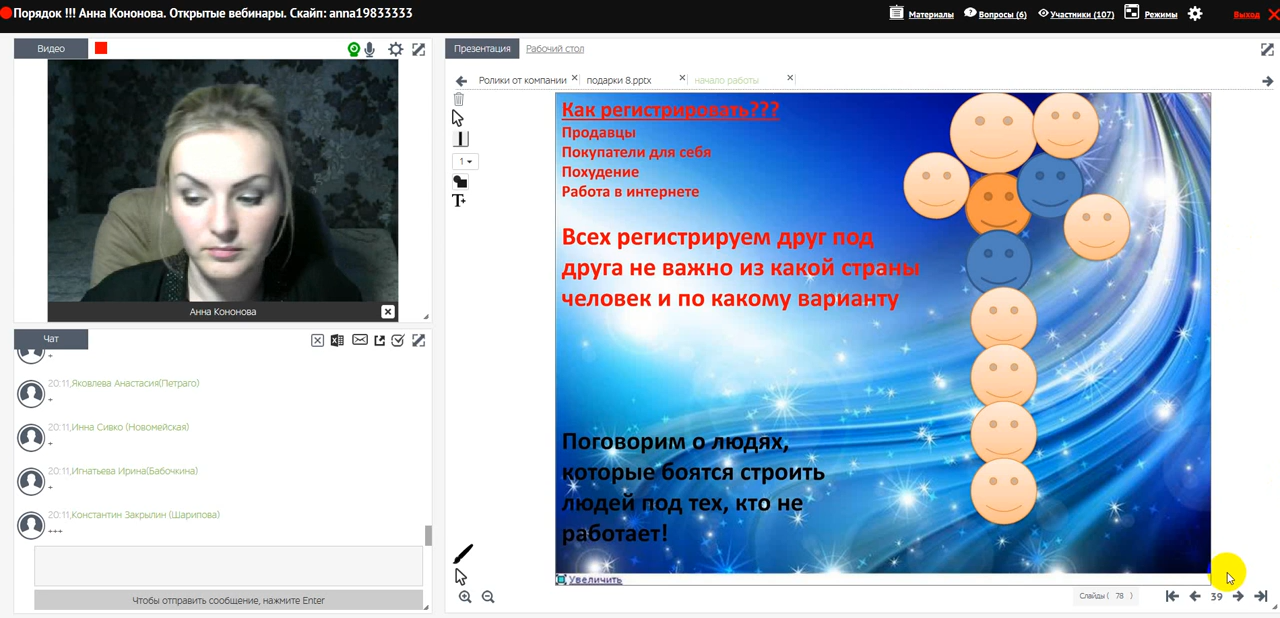 Порядок !!! Анна Кононова. Открытые вебинары. Скайп: anna19833333
Материалы
Вопросы (6)
Участники (107)
Режимы
Выход
Видео
Анна Кононова
Чат
+
20:11,Яковлева Анастасия(Петраго)
+
20:11,Инна Сивко (Новомейская)
+
20:11,Игнатьева Ирина(Бабочкина)
+
20:11,Константин Закрылин (Шарипова)
+++
Чтобы отправить сообщение, нажмите Enter
Презентация
Рабочий стол
Ролики от компании
подарки 8.pptx
начало работы
1
T+
Как регистрировать???
Продавцы
Покупатели для себя
Похудение
Работа в интернете
Всех регистрируем друг под
друга не важно из какой страны
человек и по какому варианту
Поговорим о людях,
которые боятся строить
людей под тех, кто не
работает!
Увеличить
Слайды ( 78 )
39